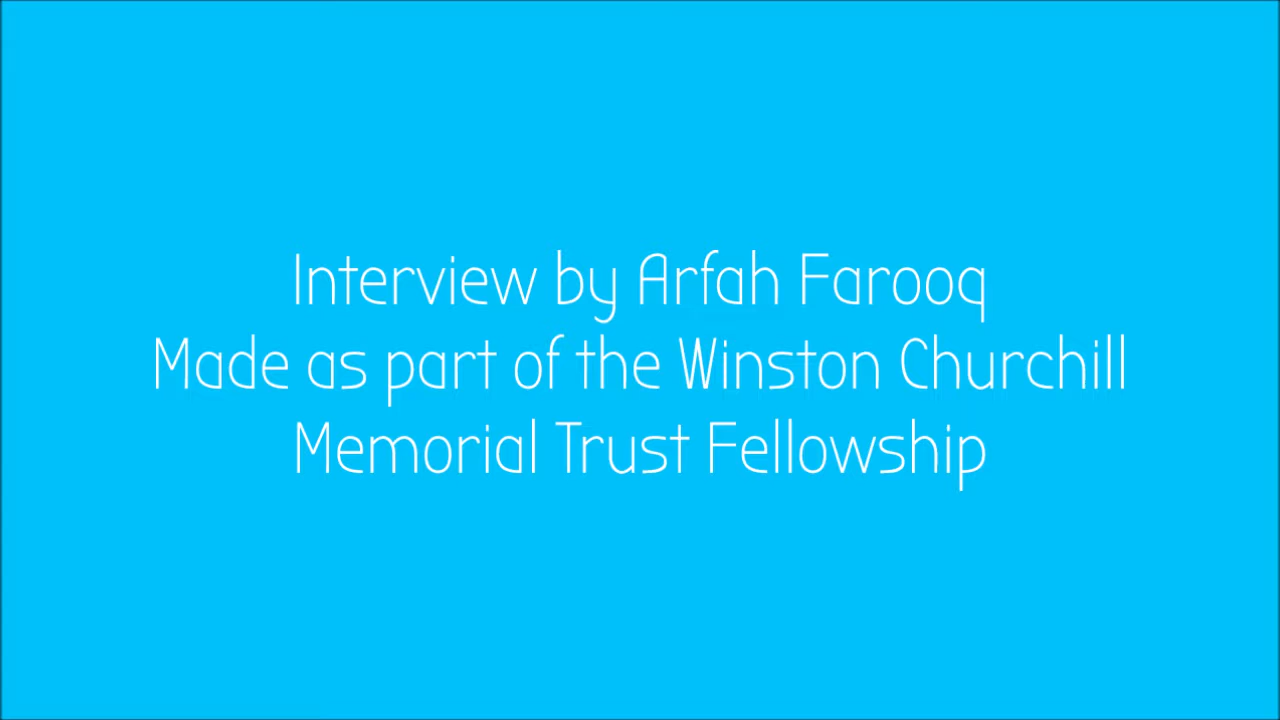 Interview by Arfah Farooq
Made as part of the Winston Churchill
Memorial Trust Fellowship